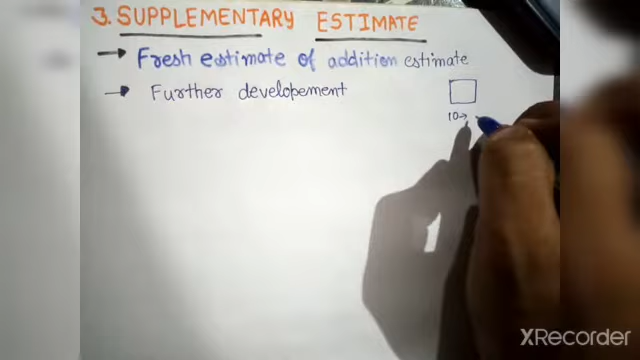 3. SUPPLEMENTARY ESTIMATE
→ Fresh estimate of addition estimate
→ Further developement
10→
XRecorder